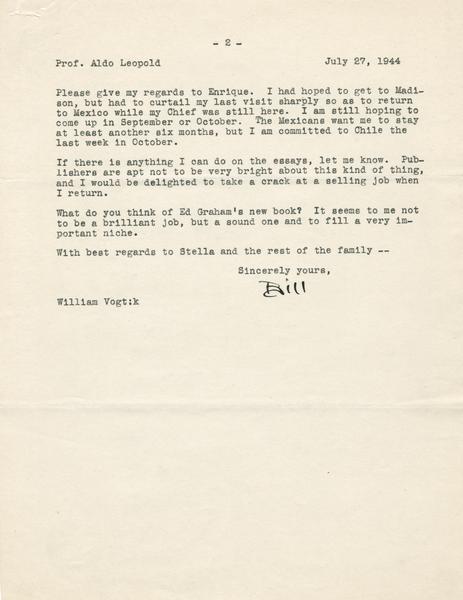 - 2 -
Prof. Aldo Leopold July 27, 1944
Please give my regards to Enrique. I had hoped to get to Madi-
son, but had to curtail my last visit sharply so as to return
to Mexico while my Chief was still here. I am still hoping to
come up in September or October. The Mexicans want me to stay
at least another six months, but I am committed to Chile the
last week in October.
If there is anything I can do on the essays, let me know. Pub-
lishers are apt not to be very bright about this kind of thing,
and I would be delighted to take a crack at a selling job when
I return.
What do you think of Ed Graham's new book? It seems to me not
to be a brilliant job, but a sound one and to fill a very im-
portant niche.
With best regards to Stella and the rest of the family --
Sincerely yours,
Bill
William Vogt:k